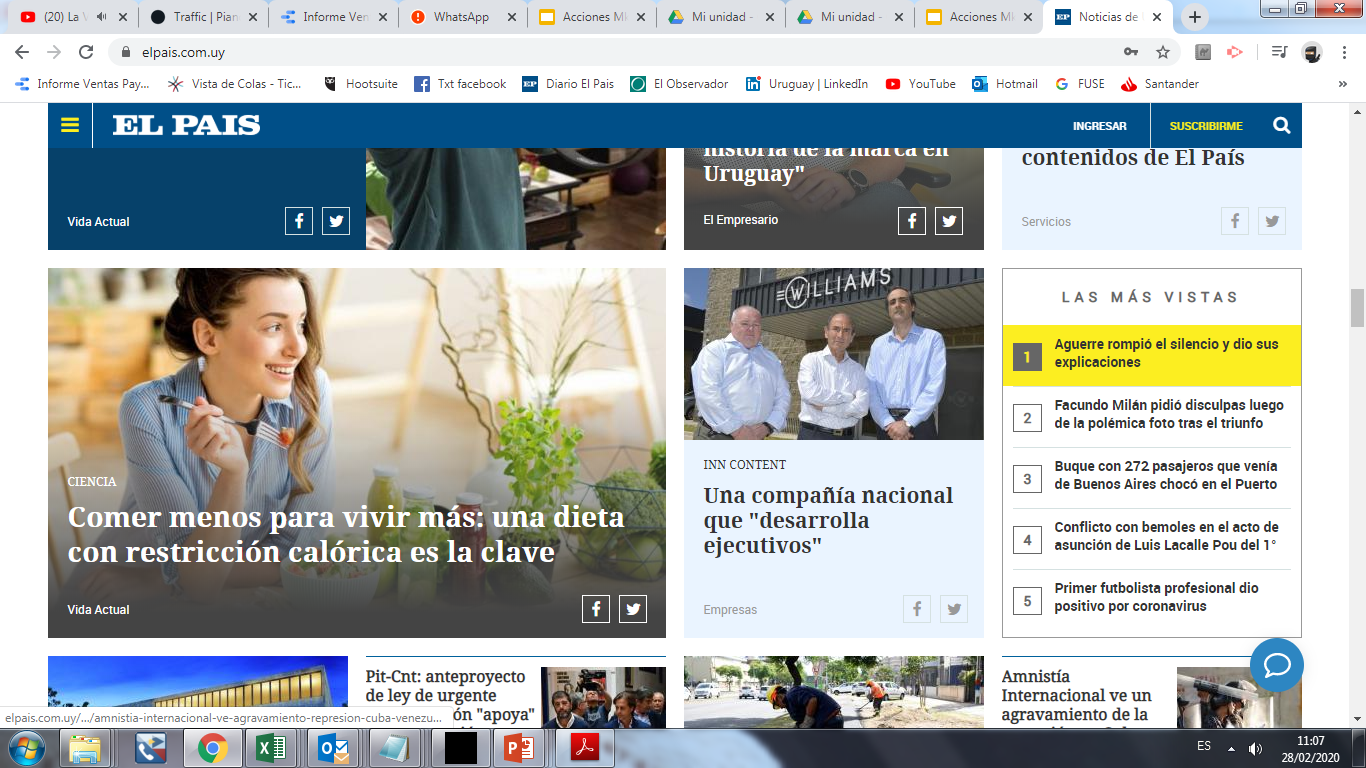 (20) La V
Traffic | Pian
Informe Ven
WhatsApp
Acciones Mk
Mi unidad -
Mi unidad -
Acciones Mk
EP
Noticias de
elpais.com.uy
Informe Ventas Pay...
Vista de Colas - Tic...
Hootsuite
Txt facebook
EP
Diario El Pais
El Observador
Uruguay | LinkedIn
YouTube
Hotmail
FUSE
Santander
»
EL PAIS
INGRESAR
SUSCRIBIRME
Vida Actual
historia de la marca en
Uruguay"
El Empresario
contenidos de El País
Servicios
CIENCIA
Comer menos para vivir más: una dieta
con restricción calórica es la clave
Vida Actual
WILLIAMS
INN CONTENT
Una compañía nacional
que "desarrolla
ejecutivos"
Empresas
LAS MÁS VISTAS
1
Aguerre rompió el silencio y dio sus
explicaciones
2
Facundo Milán pidió disculpas luego
de la polémica foto tras el triunfo
3
Buque con 272 pasajeros que venía
de Buenos Aires chocó en el Puerto
4
Conflicto con bemoles en el acto de
asunción de Luis Lacalle Pou del 1°
5
Primer futbolista profesional dio
positivo por coronavirus
Pit-Cnt: anteproyecto
de ley de urgente
"apoya"
Amnistía
Internacional ve un
agravamiento de la
elpais.com.uy/.../amnistia-internacional-ve-agravamiento-represion-cuba-venezu...
ES
11:07
28/02/2020